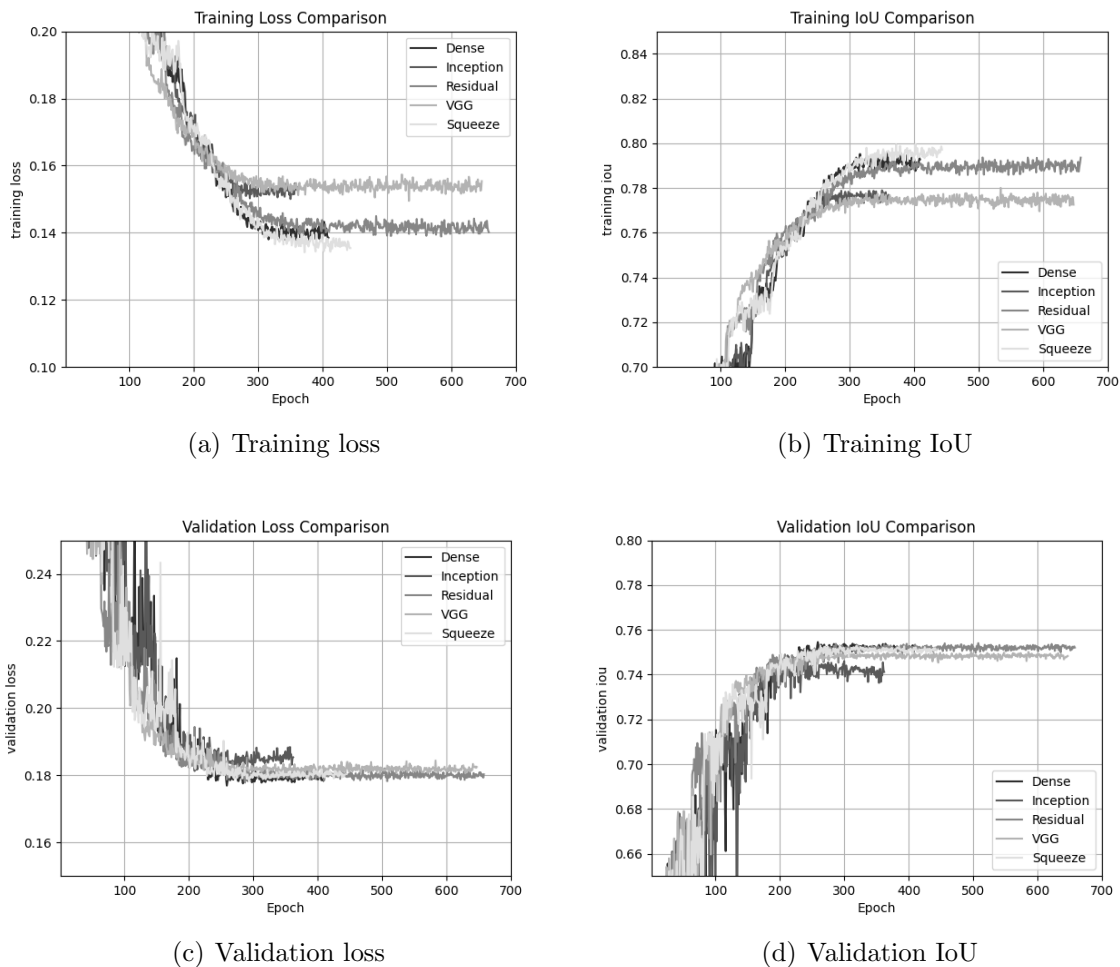 Training Loss Comparison
0.20
0.18
0.16
0.14
0.12
0.10
training loss
100 200 300 400 500 600 700
Epoch
Dense
Inception
Residual
VGG
Squeeze
(a) Training loss
Training IoU Comparison
0.84
0.82
0.80
0.78
0.76
0.74
0.72
0.70
training iou
100 200 300 400 500 600 700
Epoch
Dense
Inception
Residual
VGG
Squeeze
(b) Training IoU
Validation Loss Comparison
0.24
0.22
0.20
0.18
0.16
validation loss
100 200 300 400 500 600 700
Epoch
Dense
Inception
Residual
VGG
Squeeze
(c) Validation loss
Validation IoU Comparison
0.80
0.78
0.76
0.74
0.72
0.70
0.68
0.66
validation iou
100 200 300 400 500 600 700
Epoch
Dense
Inception
Residual
VGG
Squeeze
(d) Validation IoU